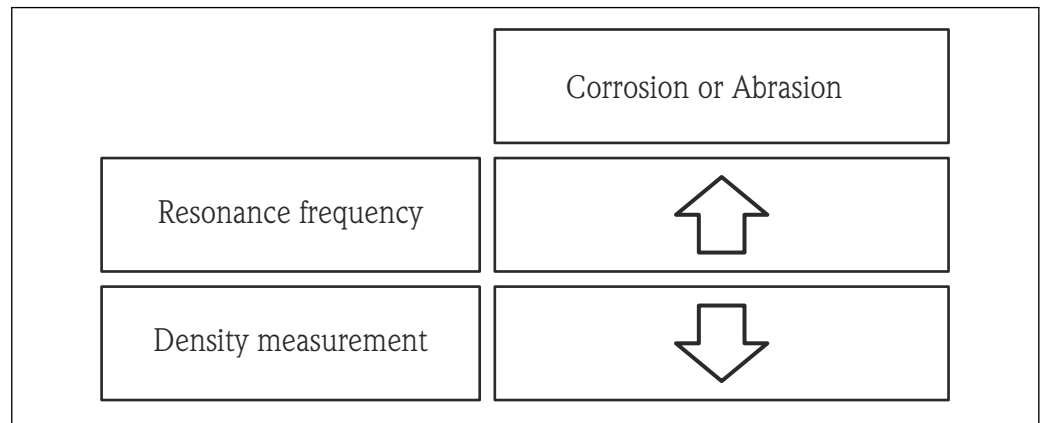 Corrosion or Abrasion
Resonance frequency
Density measurement